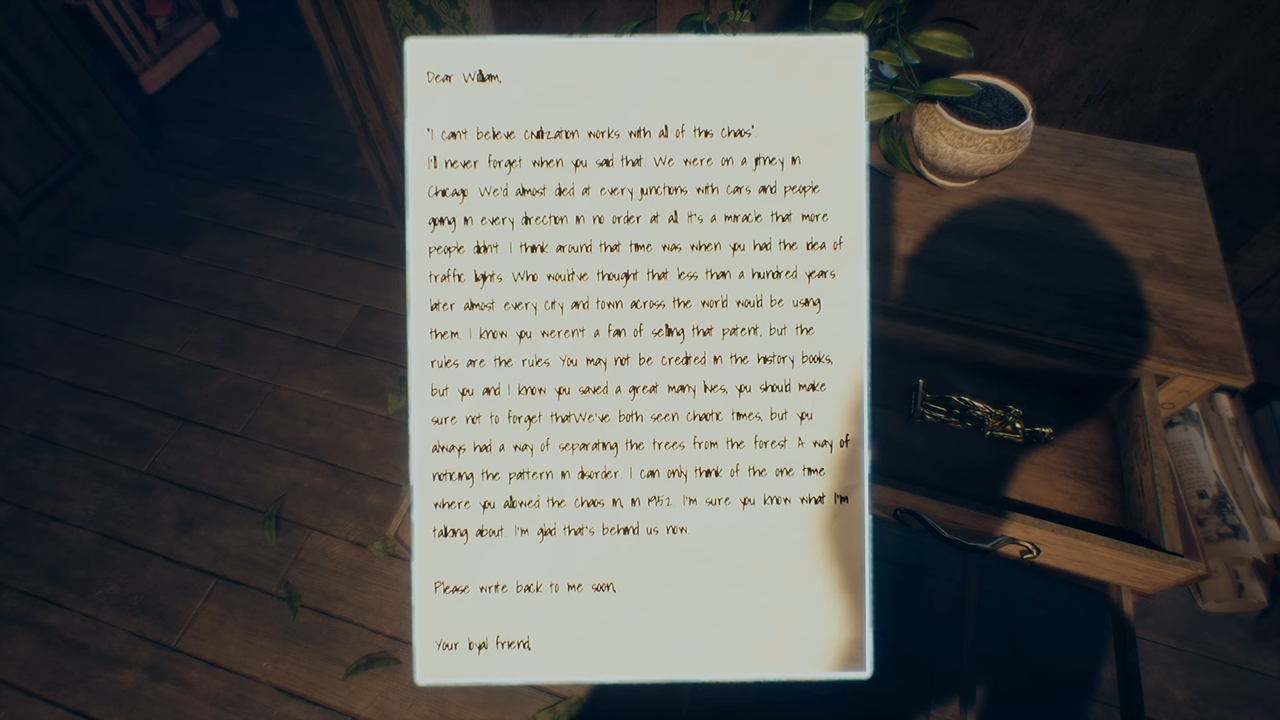 Dear William,
"I can't believe civilization works with all of this chaos".
I'll never forget when you said that. We were on a jitney in
Chicago. We'd almost died at every junctions with cars and people
going in every direction in no order at all. It's a miracle that more
people didn't. I think around that time was when you had the idea of
traffic lights. Who would've thought that less than a hundred years
later almost every city and town across the world would be using
them. I know you weren't a fan of selling that patent, but the
rules are the rules. You may not be credited in the history books,
but you and I know you saved a great many lives, you should make
sure not to forget that.We've both seen chaotic times, but you
always had a way of separating the trees from the forest. A way of
noticing the pattern in disorder. I can only think of the one time
where you allowed the chaos in, in 1952. I'm sure you know what I'm
talking about. I'm glad that's behind us now.
Please write back to me soon,
Your loyal friend,